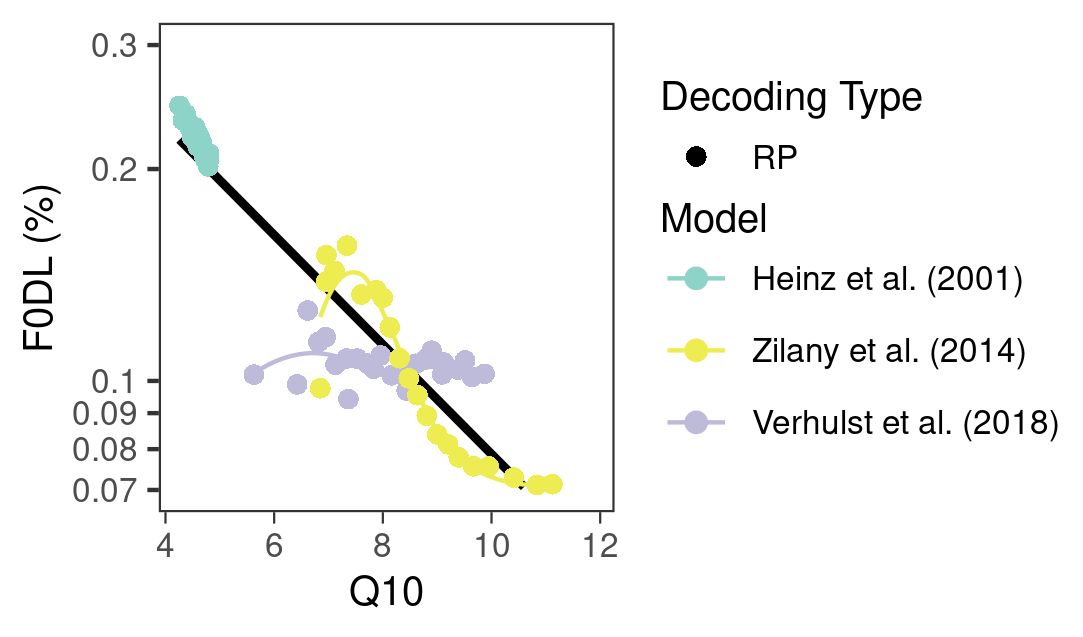 0.3
0.2
0.1
0.09
0.08
0.07
F0DL (%)
4 6 8 10 12
Q10
Decoding Type
RP
Model
Heinz et al. (2001)
Zilany et al. (2014)
Verhulst et al. (2018)